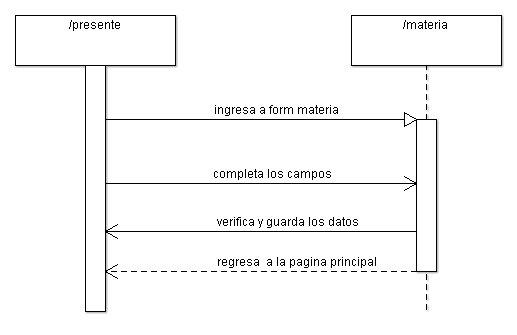 /presente
/materia
ingresa a form materia
completa los campos
verifica y guarda los datos
regresa a la pagina principal